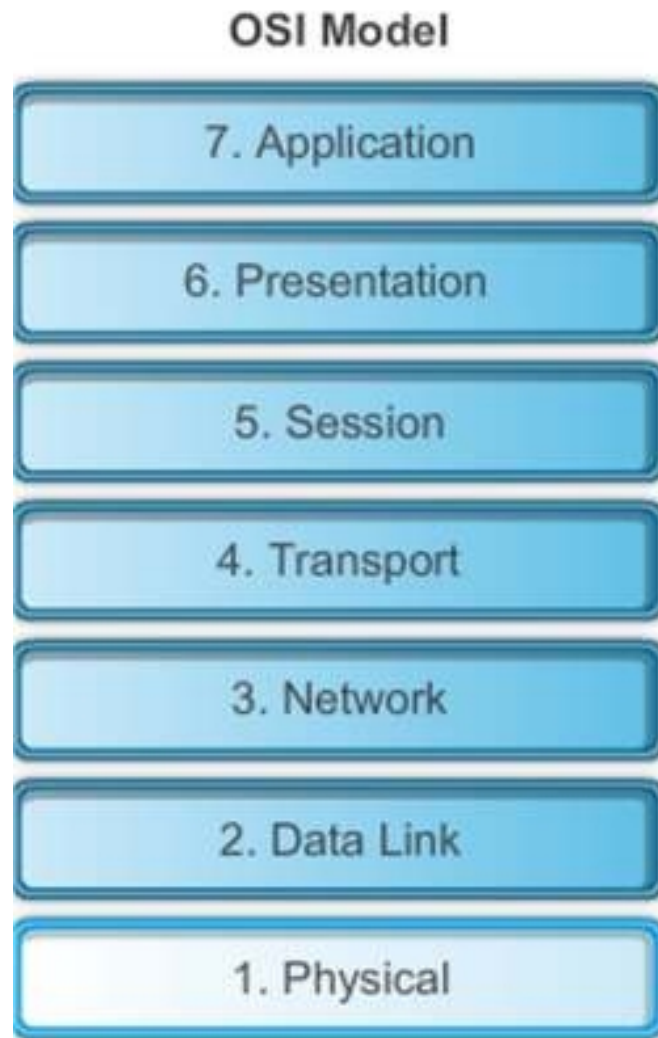 OSI Model
7. Application
6. Presentation
5. Session
4. Transport
3. Network
2. Data Link
1. Physical